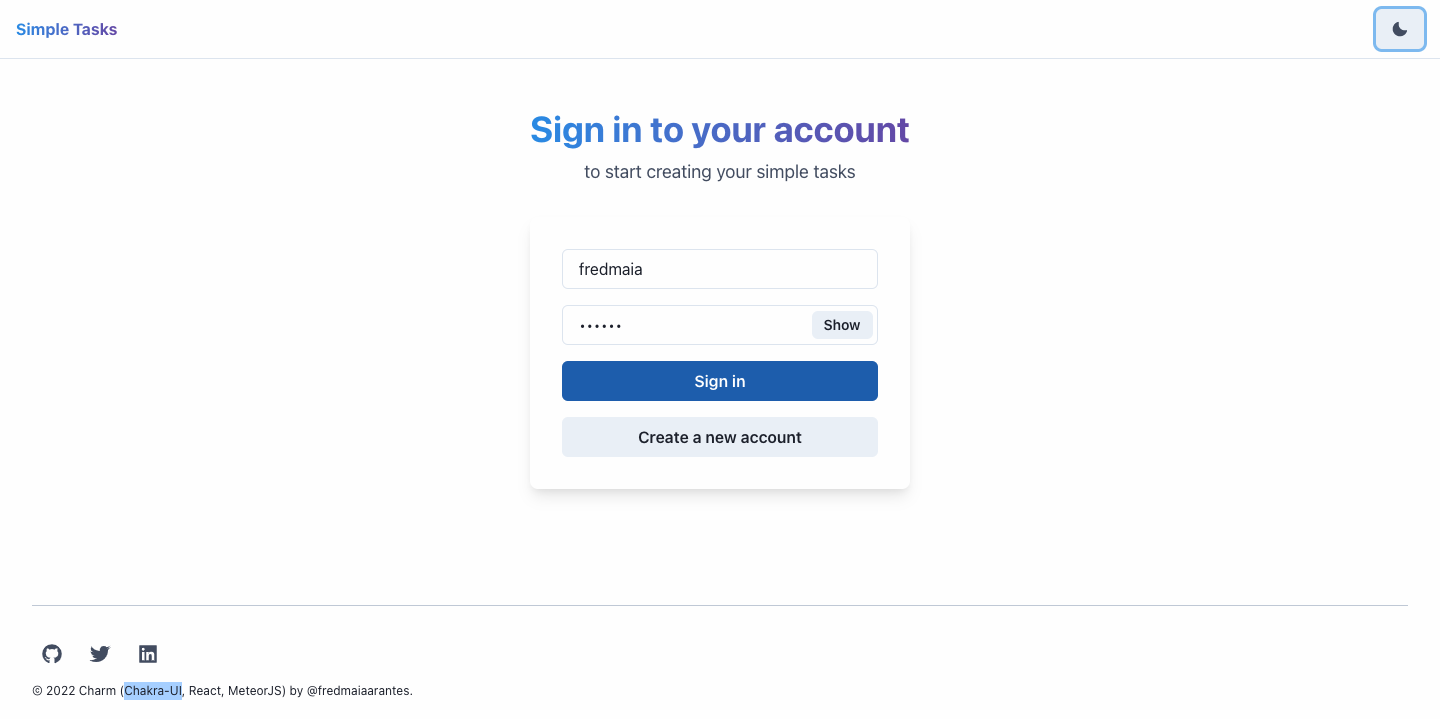 Simple Tasks
Sign in to your account
to start creating your simple tasks
fredmaia
••••••
Show
Sign in
Create a new account
© 2022 Charm (Chakra-UI, React, MeteorJS) by @fredmaiaarantes.